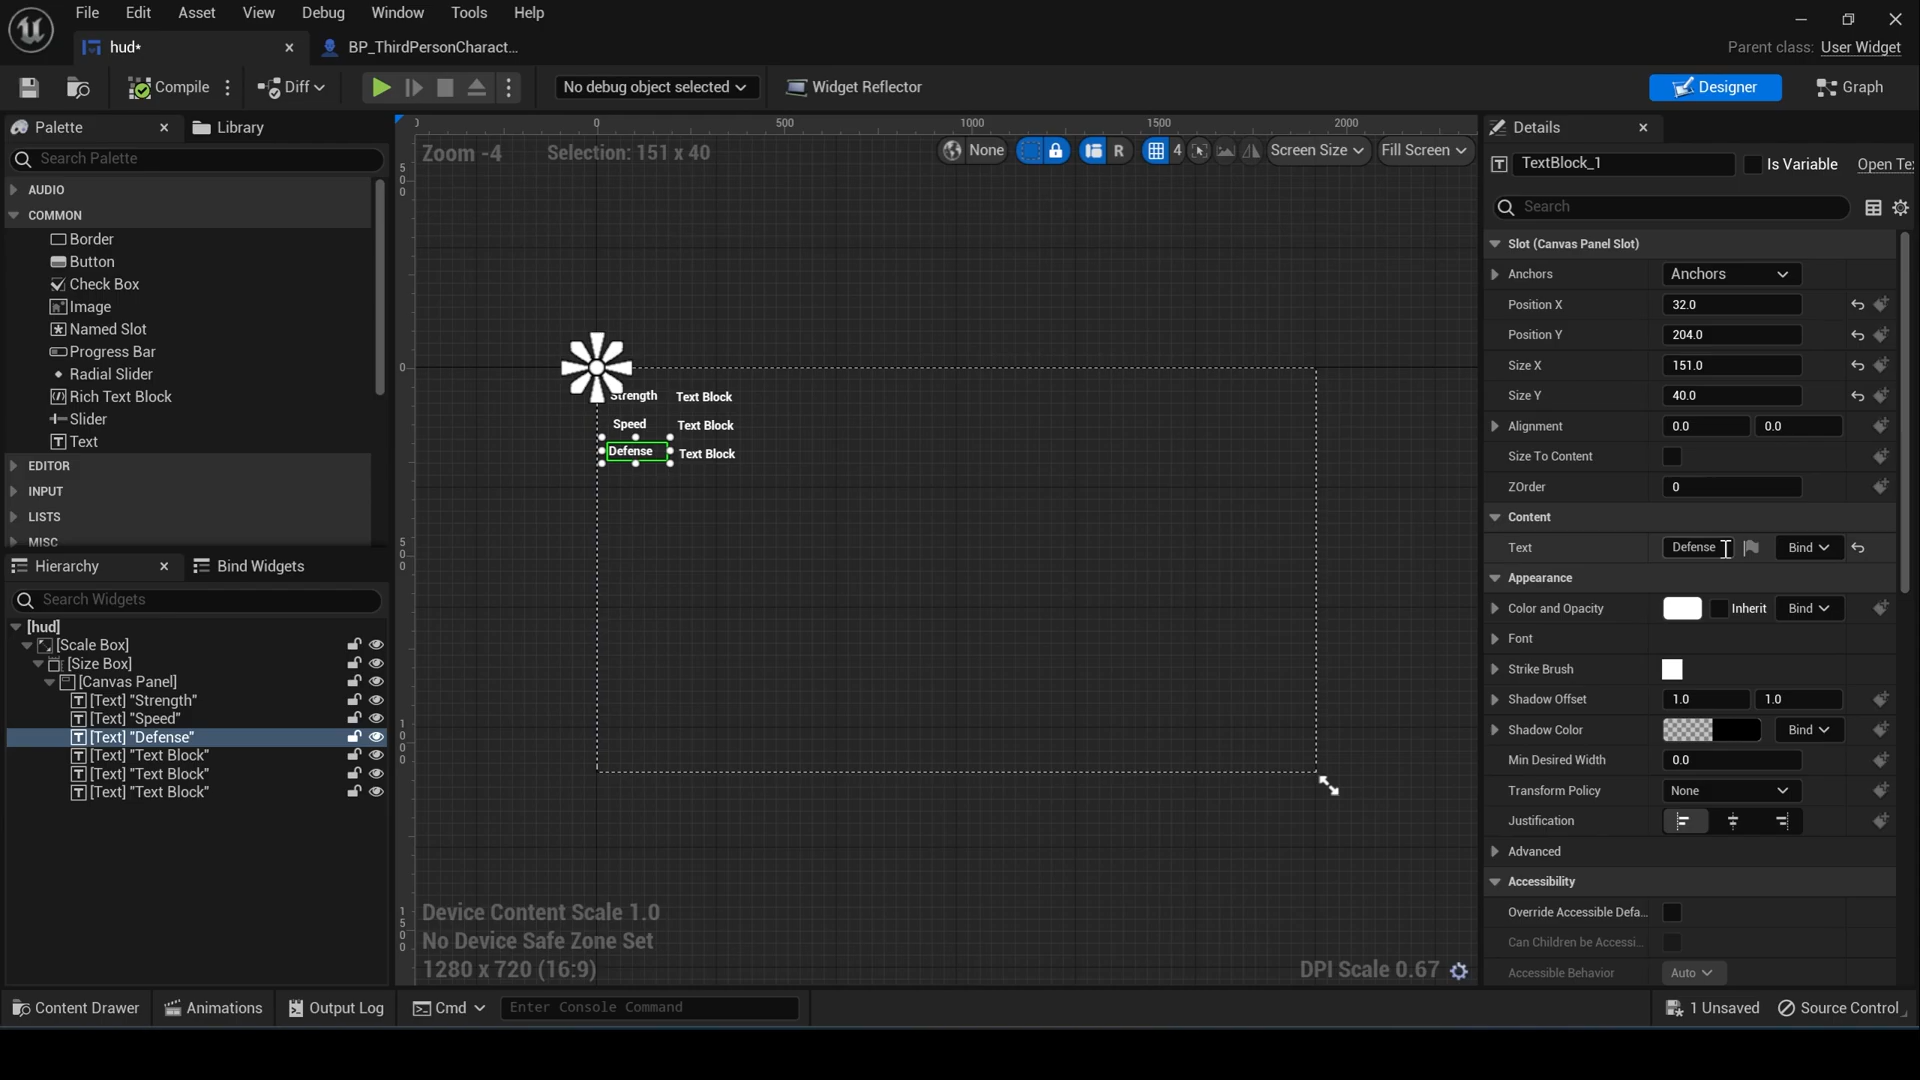 File Edit Asset View Debug Window Tools Help
hud*
BP_ThirdPersonCharact...
Parent class: User Widget
Compile
Diff
No debug object selected
Widget Reflector
Designer
Graph
Palette
Library
Search Palette
AUDIO
COMMON
Border
Button
Check Box
Image
Named Slot
Progress Bar
Radial Slider
Rich Text Block
Slider
Text
EDITOR
INPUT
LISTS
MISC
Hierarchy
Bind Widgets
Search Widgets
[hud]
[Scale Box]
[Size Box]
[Canvas Panel]
[Text] "Strength"
[Text] "Speed"
[Text] "Defense"
[Text] "Text Block"
[Text] "Text Block"
[Text] "Text Block"
0 500 1000 1500 2000
Zoom -4
Selection: 151 x 40
None
R
4
Screen Size
Fill Screen
500
0
500
1000
1500
Strength Text Block
Speed Text Block
Defense Text Block
Device Content Scale 1.0
No Device Safe Zone Set
1280 x 720 (16:9)
DPI Scale 0.67
Details
TextBlock_1
Is Variable
Open Te
Search
Slot (Canvas Panel Slot)
Anchors Anchors
Position X 32.0
Position Y 204.0
Size X 151.0
Size Y 40.0
Alignment 0.0 0.0
Size To Content
ZOrder 0
Content
Text Defense Bind
Appearance
Color and Opacity Inherit Bind
Font
Strike Brush
Shadow Offset 1.0 1.0
Shadow Color Bind
Min Desired Width 0.0
Transform Policy None
Justification
Advanced
Accessibility
Override Accessible Defa...
Can Children be Accessi...
Accessible Behavior Auto
Content Drawer
Animations
Output Log
Cmd
Enter Console Command
1 Unsaved
Source Control